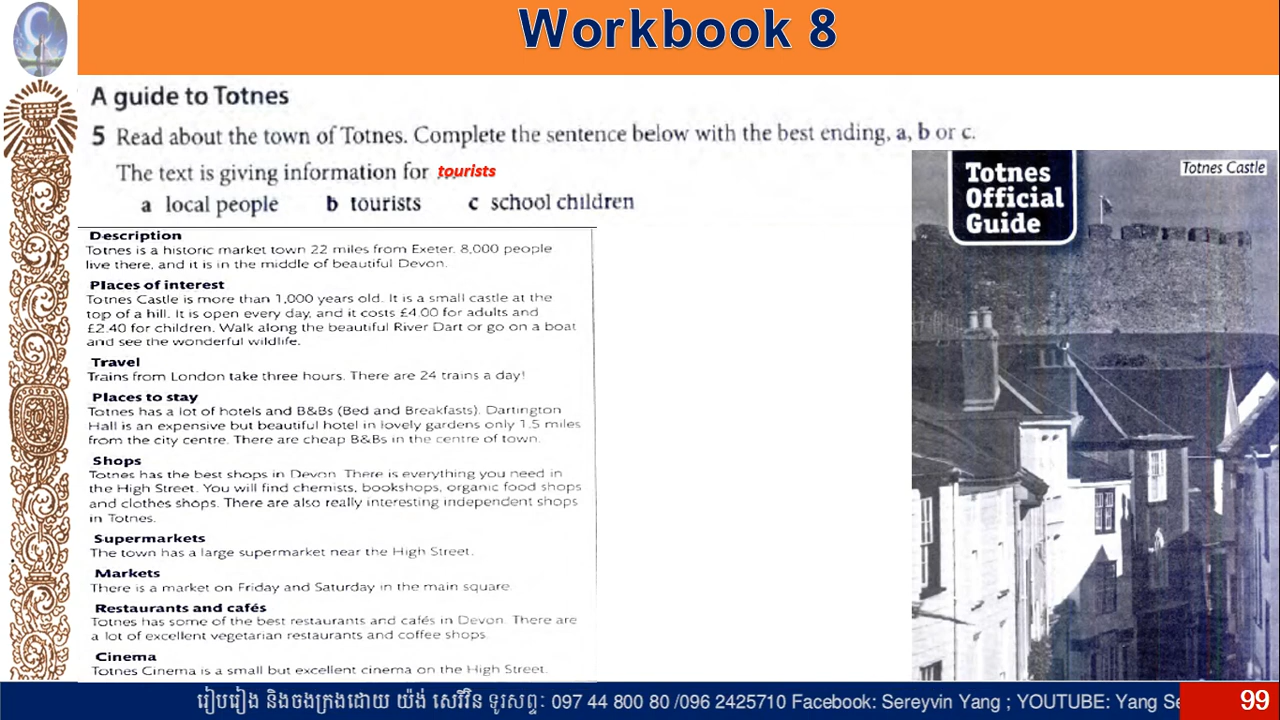 Workbook 8
A guide to Totnes
5 Read about the town of Totnes. Complete the sentence below with the best ending, a, b or c.
The text is giving information for tourists
a local people b tourists c school children
Totnes
Official
Guide
Totnes Castle
Description
Totnes is a historic market town 22 miles from Exeter. 8,000 people
live there, and it is in the middle of beautiful Devon.
Places of interest
Totnes Castle is more than 1,000 years old. It is a small castle at the
top of a hill. It is open every day, and it costs £4.00 for adults and
£2.40 for children. Walk along the beautiful River Dart or go on a boat
and see the wonderful wildlife.
Travel
Trains from London take three hours. There are 24 trains a day!
Places to stay
Totnes has a lot of hotels and B&Bs (Bed and Breakfasts). Dartington
Hall is an expensive but beautiful hotel in lovely gardens only 1.5 miles
from the city centre. There are cheap B&Bs in the centre of town.
Shops
Totnes has the best shops in Devon. There is everything you need in
the High Street. You will find chemists, bookshops, organic food shops
and clothes shops. There are also really interesting independent shops
in Totnes.
Supermarkets
The town has a large supermarket near the High Street.
Markets
There is a market on Friday and Saturday in the main square.
Restaurants and cafés
Totnes has some of the best restaurants and cafés in Devon. There are
a lot of excellent vegetarian restaurants and coffee shops.
Cinema
Totnes Cinema is a small but excellent cinema on the High Street.
រៀបរៀង និងចងក្រងដោយ យ៉ង់ សេរីវ៉ិន ទូរសព្ទ: 097 44 800 80 /096 2425710 Facebook: Sereyvin Yang ; YOUTUBE: Yang Se
99